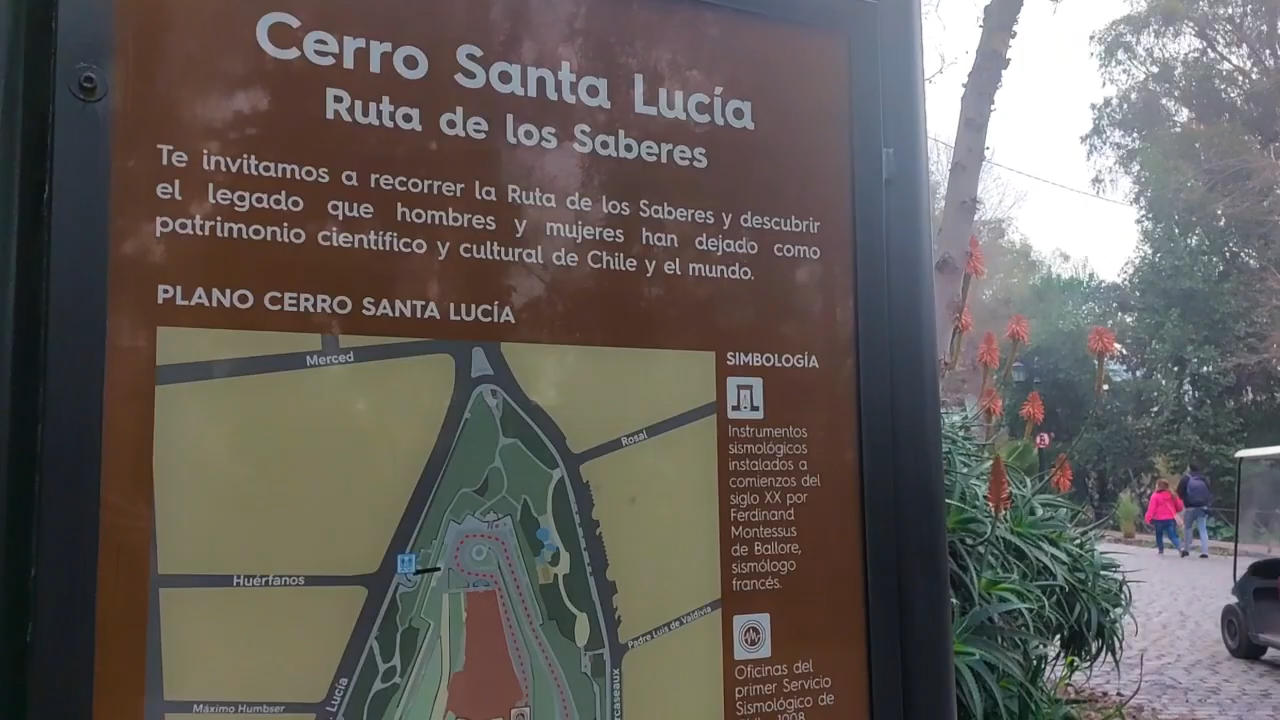 Cerro Santa Lucía
Ruta de los Saberes
Te invitamos a recorrer la Ruta de los Saberes y descubrir
el legado que hombres y mujeres han dejado como
patrimonio científico y cultural de Chile y el mundo.
PLANO CERRO SANTA LUCÍA
Merced
Rosal
Huérfanos
Padre Luis de Valdivia
Máximo Humbser
Lucía
SIMBOLOGÍA
Instrumentos
sismológicos
instalados a
comienzos del
siglo XX por
Ferdinand
Montessus
de Ballore,
sismólogo
francés.
Oficinas del
primer Servicio
Sismológico de